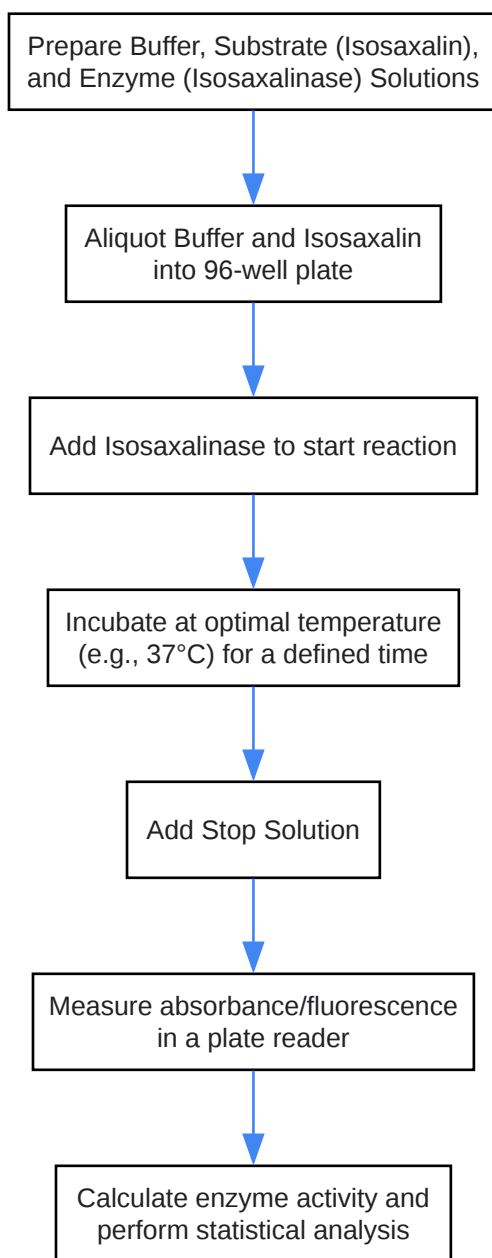 Prepare Buffer, Substrate (Isosaxalin),
and Enzyme (Isosaxalinase) Solutions
Aliquot Buffer and Isosaxalin
into 96-well plate
Add Isosaxalinase to start reaction
Incubate at optimal temperature
(e.g., 37°C) for a defined time
Add Stop Solution
Measure absorbance/fluorescence
in a plate reader
Calculate enzyme activity and
perform statistical analysis